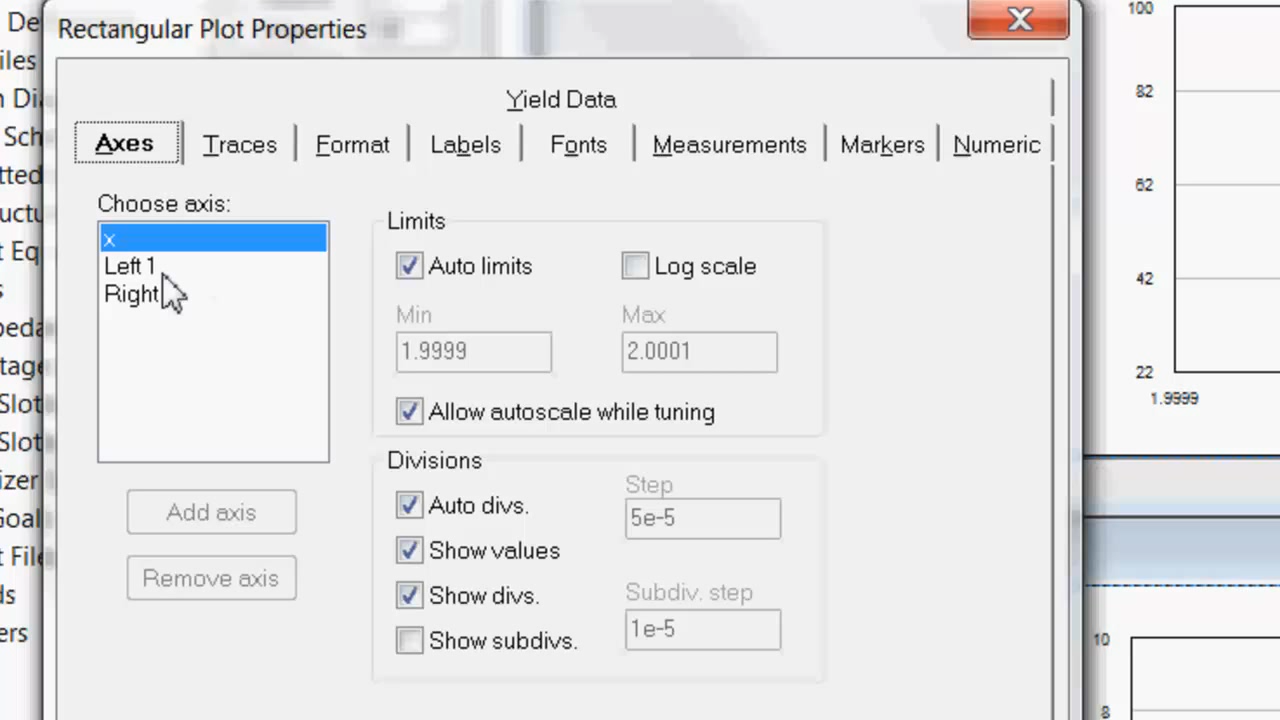 Rectangular Plot Properties
Yield Data
Axes Traces Format Labels Fonts Measurements Markers Numeric
Choose axis:
x
Left 1
Right
Limits
Auto limits
Log scale
Min
Max
1.9999
2.0001
Allow autoscale while tuning
Divisions
Auto divs.
Show values
Show divs.
Show subdivs.
Step
5e-5
Subdiv. step
1e-5
Add axis
Remove axis
100
82
62
42
22
1.9999
10
8